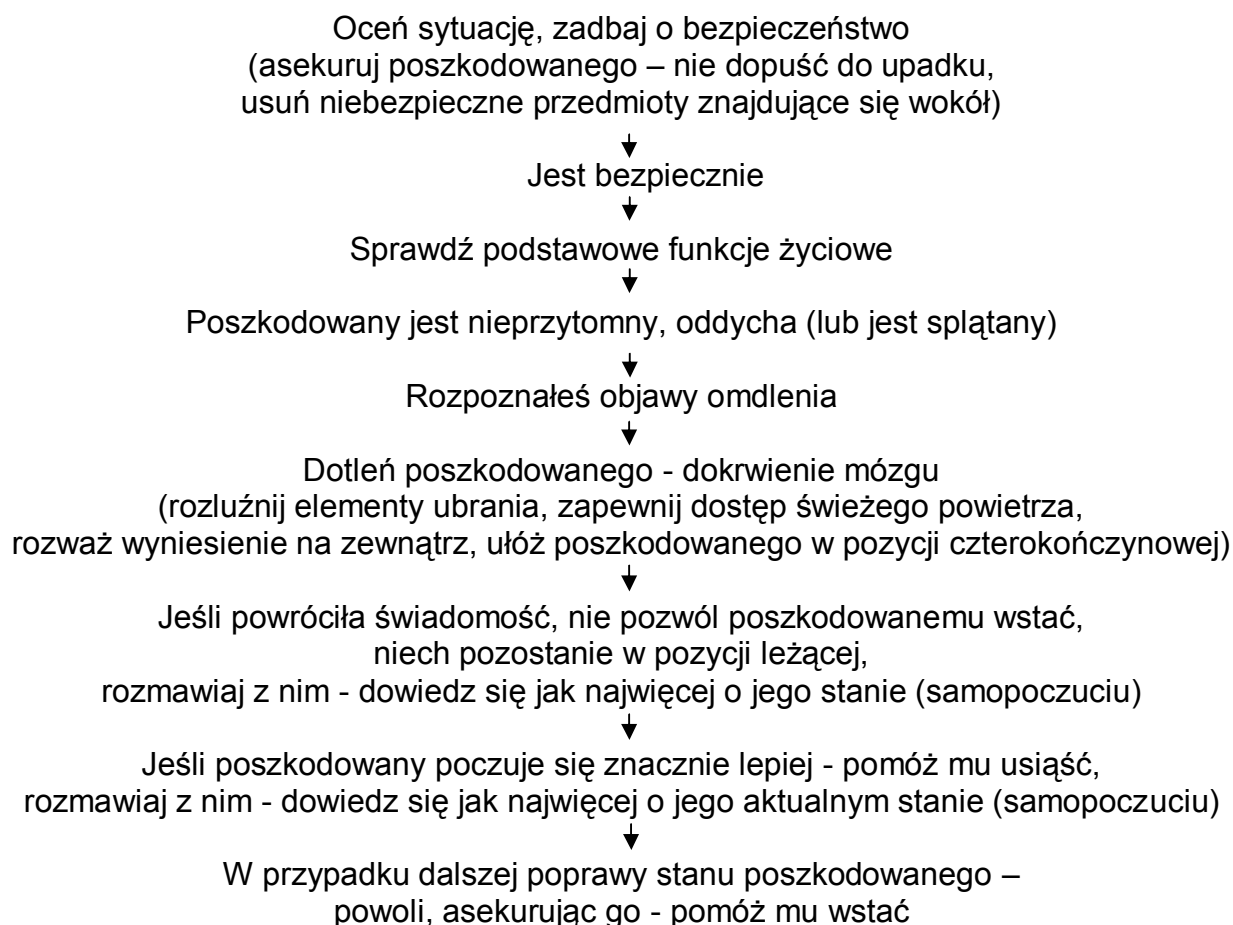 Oceń sytuację, zadbaj o bezpieczeństwo
(asekuruj poszkodowanego – nie dopuść do upadku,
usuń niebezpieczne przedmioty znajdujące się wokół)
Jest bezpiecznie
Sprawdź podstawowe funkcje życiowe
Poszkodowany jest nieprzytomny, oddycha (lub jest splątany)
Rozpoznałeś objawy omdlenia
Dotleń poszkodowanego - dokrwienie mózgu
(rozluźnij elementy ubrania, zapewnij dostęp świeżego powietrza,
rozważ wyniesienie na zewnątrz, ułóż poszkodowanego w pozycji czterokończynowej)
Jeśli powróciła świadomość, nie pozwól poszkodowanemu wstać,
niech pozostanie w pozycji leżącej,
rozmawiaj z nim - dowiedz się jak najwięcej o jego stanie (samopoczuciu)
Jeśli poszkodowany poczuje się znacznie lepiej - pomóż mu usiąść,
rozmawiaj z nim - dowiedz się jak najwięcej o jego aktualnym stanie (samopoczuciu)
W przypadku dalszej poprawy stanu poszkodowanego –
powoli, asekurując go - pomóż mu wstać